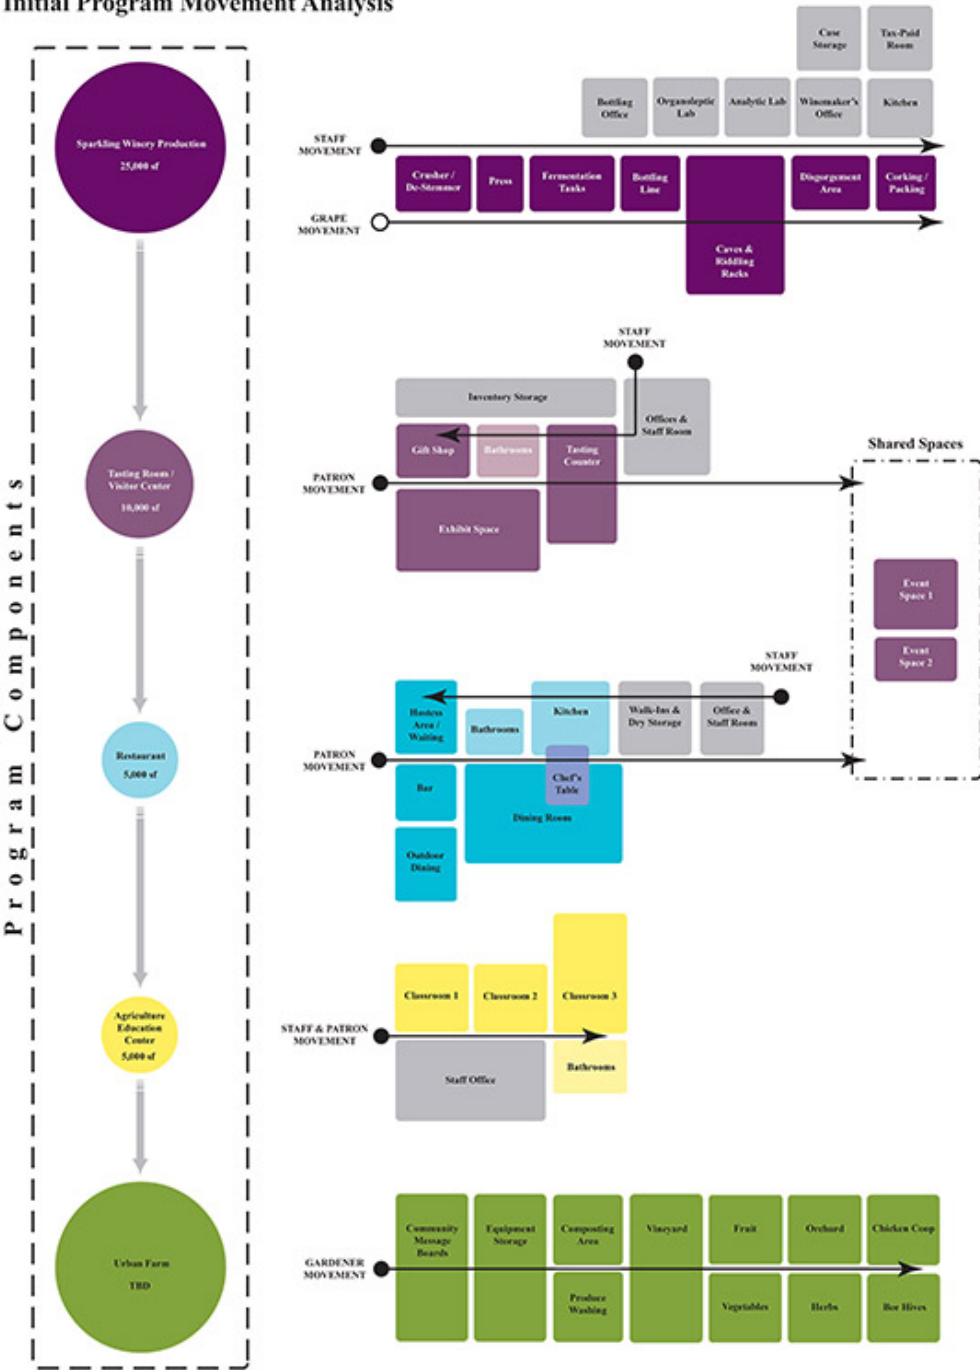 Initial Program Movement Analysis
Program Components
Sparkling Winery Production
25,000 sf
Tasting Room /
Visitor Center
10,000 sf
Restaurant
5,000 sf
Agriculture
Education
Center
5,000 sf
Urban Farm
TBD
Case
Storage
Tax-Paid
Room
Bottling
Office
Organoleptic
Lab
Analytic Lab
Winemaker's
Office
Kitchen
STAFF
MOVEMENT
Crusher /
De-Stemmer
Press
Fermentation
Tanks
Bottling
Line
Caves &
Riddling
Racks
Disgorgement
Area
Corking /
Packing
GRAPE
MOVEMENT
STAFF
MOVEMENT
Inventory Storage
Offices &
Staff Room
Gift Shop
Bathrooms
Tasting
Counter
PATRON
MOVEMENT
Exhibit Space
Shared Spaces
Event
Space 1
Event
Space 2
STAFF
MOVEMENT
Hostess
Area /
Waiting
Bathrooms
Kitchen
Walk-Ins &
Dry Storage
Office &
Staff Room
PATRON
MOVEMENT
Bar
Chef's
Table
Dining Room
Outdoor
Dining
Classroom 1
Classroom 2
Classroom 3
STAFF & PATRON
MOVEMENT
Staff Office
Bathrooms
Community
Message
Boards
Equipment
Storage
Composting
Area
Vineyard
Fruit
Orchard
Chicken Coop
GARDENER
MOVEMENT
Produce
Washing
Vegetables
Herbs
Bee Hives